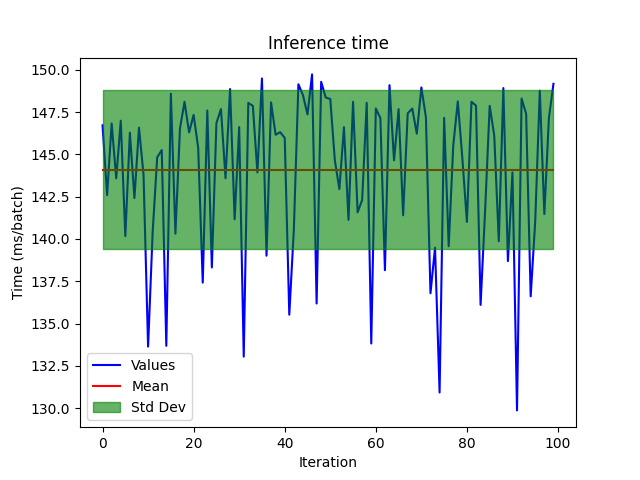 Inference time
Time (ms/batch)
150.0
147.5
145.0
142.5
140.0
137.5
135.0
132.5
130.0
Values
Mean
Std Dev
0 20 40 60 80 100
Iteration